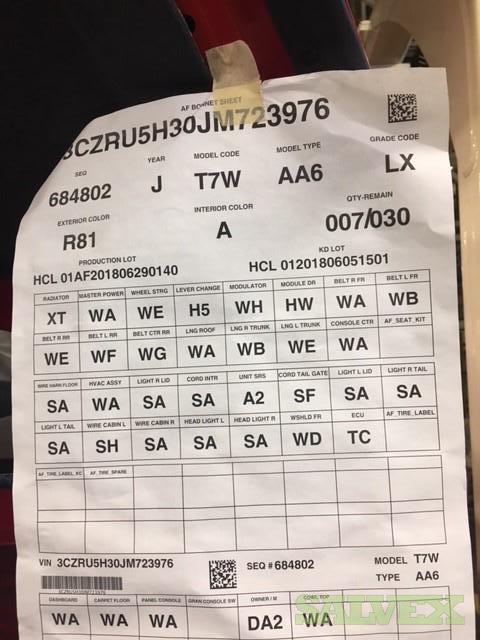 AF BONNET SHEET
3CZRU5H30JM723976
SEQ YEAR MODEL CODE MODEL TYPE GRADE CODE
684802 J T7W AA6 LX
EXTERIOR COLOR INTERIOR COLOR QTY-REMAIN
R81 A 007/030
PRODUCTION LOT KD LOT
HCL 01AF201806290140 HCL 01201806051501
RADIATOR MASTER POWER WHEEL STRG LEVER CHANGE MODULATOR MODULE DR BELT R FR BELT L FR
XT WA WE H5 WH HW WA WB
BELT R RR BELT L RR BELT CTR RR LNG ROOF LNG R TRUNK LNG L TRUNK CONSOLE CTR AF_SEAT_KIT
WE WF WG WA WB WE WA
WIRE HARN FLOOR HVAC ASSY LIGHT R LID CORD INTR UNIT SRS CORD TAIL GATE LIGHT L LID LIGHT R TAIL
SA WA SA SA A2 SF SA SA
LIGHT L TAIL WIRE CABIN L WIRE CABIN R HEAD LIGHT L HEAD LIGHT R WSHLD FR ECU AF_TIRE_LABEL
SA SH SA SA SA WD TC
AF_TIRE_LABEL_KC AF_TIRE_SPARE
VIN 3CZRU5H30JM723976 SEQ # 684802 MODEL T7W
TYPE AA6
3CZRU5H30JM723976
DASHBOARD CARPET FLOOR PANEL CONSOLE GRAN CONSOLE SW OWNER / M CONSL TOP
WA WA WA DA2 WA
SALVEX